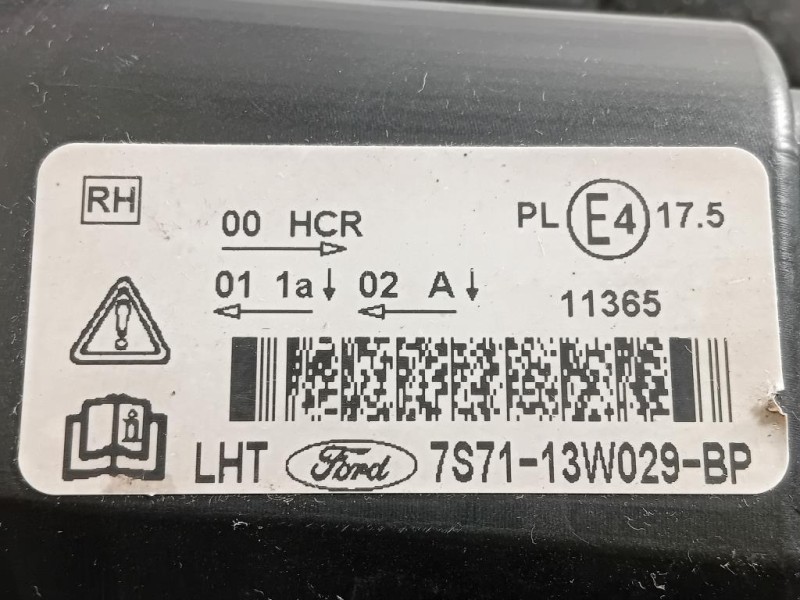 RH
00 HCR
PL E4 17.5
01 1a 02 A
11365
LHT Ford 7S71-13W029-BP